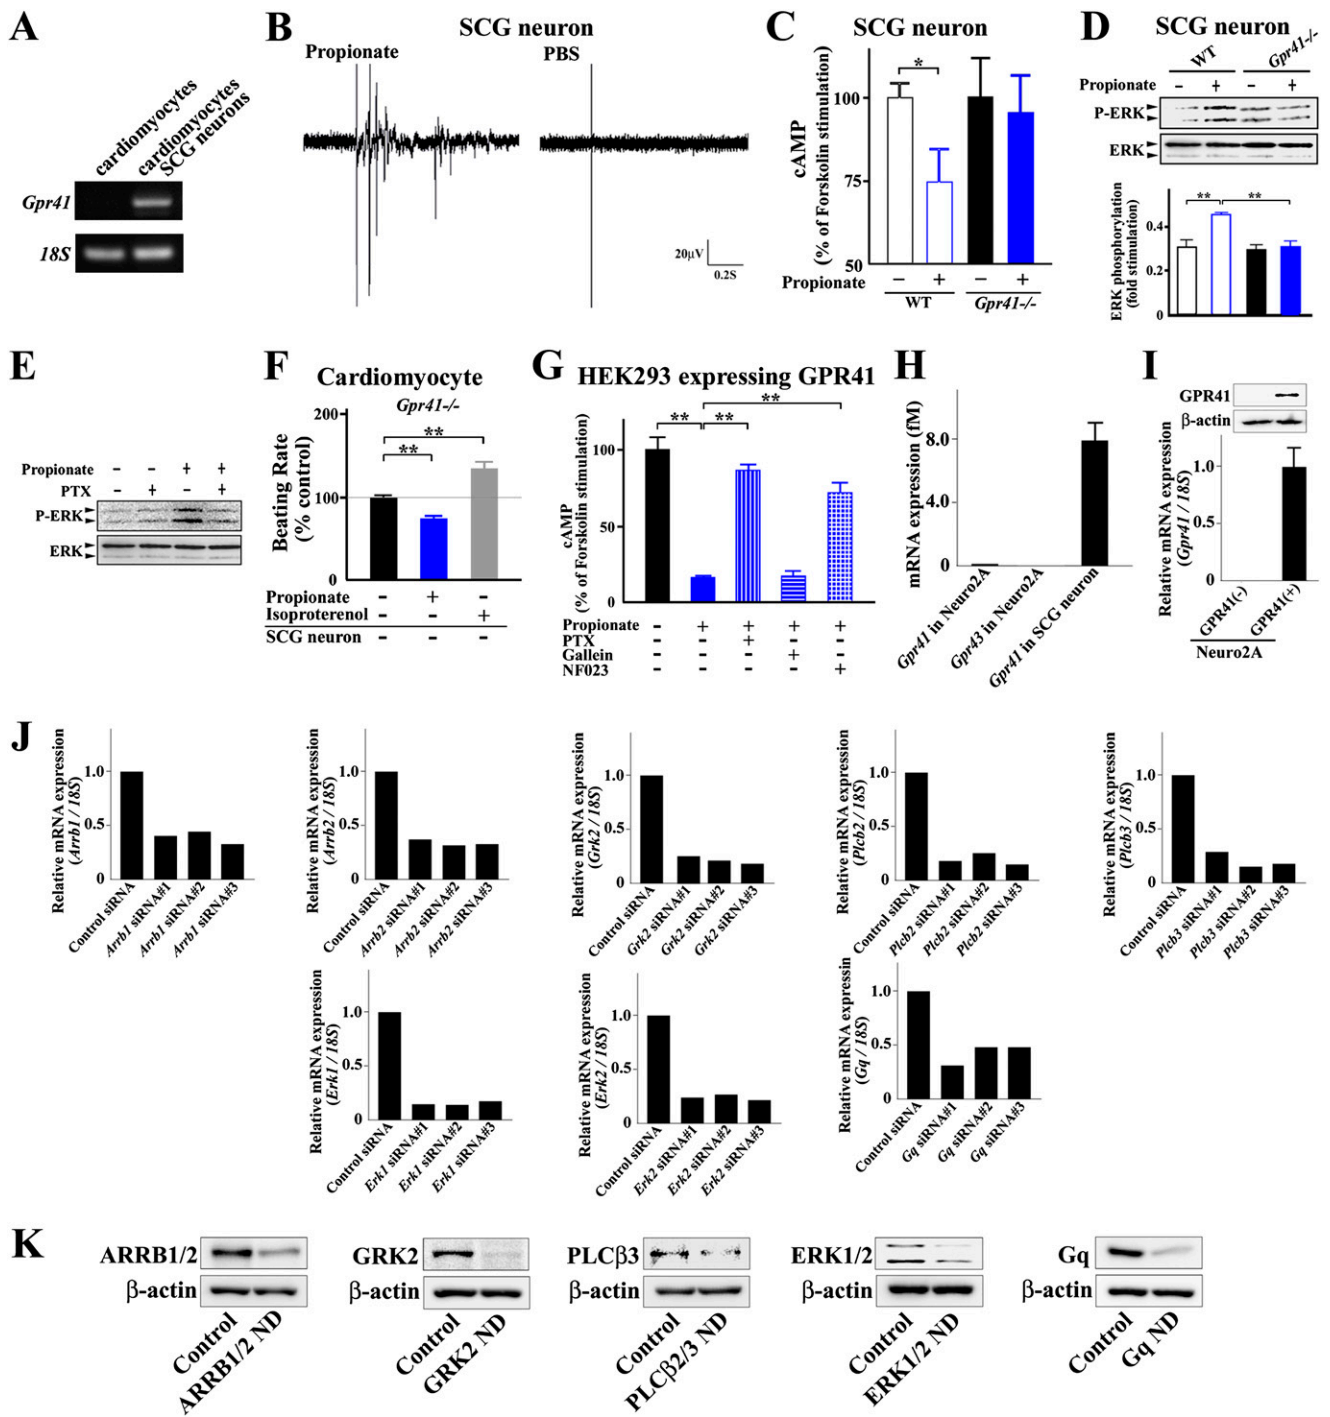 A
cardiomyocytes
cardiomyocytes
SCG neurons
Gpr41
18S
B
SCG neuron
Propionate
PBS
20μV
0.2S
C
SCG neuron
cAMP
(% of Forskolin stimulation)
100
75
50
*
Propionate
−
+
−
+
WT
Gpr41-/-
D
SCG neuron
WT
Gpr41-/-
Propionate
−
+
−
+
P-ERK
ERK
ERK phosphorylation
(fold stimulation)
0.4
0.2
0
**
**
E
Propionate
− − + +
PTX
− + − +
P-ERK
ERK
F
Cardiomyocyte
Gpr41-/-
Beating Rate
(% control)
200
100
0
**
**
Propionate − + −
Isoproterenol − − +
SCG neuron − − −
G
HEK293 expressing GPR41
cAMP
(% of Forskolin stimulation)
100
50
0
**
**
**
Propionate − + + + +
PTX − − + − −
Gallein − − − + −
NF023 − − − − +
H
mRNA expression (fM)
8.0
4.0
0
Gpr41 in Neuro2A
Gpr43 in Neuro2A
Gpr41 in SCG neuron
I
GPR41
β-actin
Relative mRNA expression
(Gpr41 / 18S)
1.0
0.5
0
GPR41(-)
GPR41(+)
Neuro2A
J
Relative mRNA expression
(Arrb1 / 18S)
1.0
0.5
0
Control siRNA
Arrb1 siRNA#1
Arrb1 siRNA#2
Arrb1 siRNA#3
Relative mRNA expression
(Arrb2 / 18S)
1.0
0.5
0
Control siRNA
Arrb2 siRNA#1
Arrb2 siRNA#2
Arrb2 siRNA#3
Relative mRNA expression
(Grk2 / 18S)
1.0
0.5
0
Control siRNA
Grk2 siRNA#1
Grk2 siRNA#2
Grk2 siRNA#3
Relative mRNA expression
(Plcb2 / 18S)
1.0
0.5
0
Control siRNA
Plcb2 siRNA#1
Plcb2 siRNA#2
Plcb2 siRNA#3
Relative mRNA expression
(Plcb3 / 18S)
1.0
0.5
0
Control siRNA
Plcb3 siRNA#1
Plcb3 siRNA#2
Plcb3 siRNA#3
Relative mRNA expression
(Erk1 / 18S)
1.0
0.5
0
Control siRNA
Erk1 siRNA#1
Erk1 siRNA#2
Erk1 siRNA#3
Relative mRNA expression
(Erk2 / 18S)
1.0
0.5
0
Control siRNA
Erk2 siRNA#1
Erk2 siRNA#2
Erk2 siRNA#3
Relative mRNA expressin
(Gq / 18S)
1.0
0.5
0
Control siRNA
Gq siRNA#1
Gq siRNA#2
Gq siRNA#3
K
ARRB1/2
β-actin
Control
ARRB1/2 ND
GRK2
β-actin
Control
GRK2 ND
PLCβ3
β-actin
Control
PLCβ2/3 ND
ERK1/2
β-actin
Control
ERK1/2 ND
Gq
β-actin
Control
Gq ND